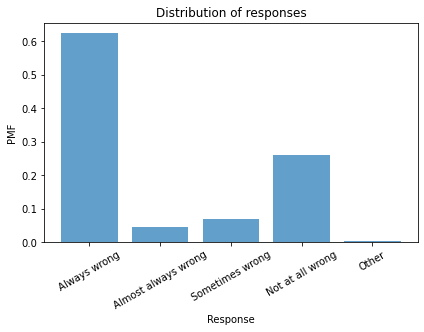 Distribution of responses
PMF
0.6
0.5
0.4
0.3
0.2
0.1
0.0
Always wrong
Almost always wrong
Sometimes wrong
Not at all wrong
Other
Response